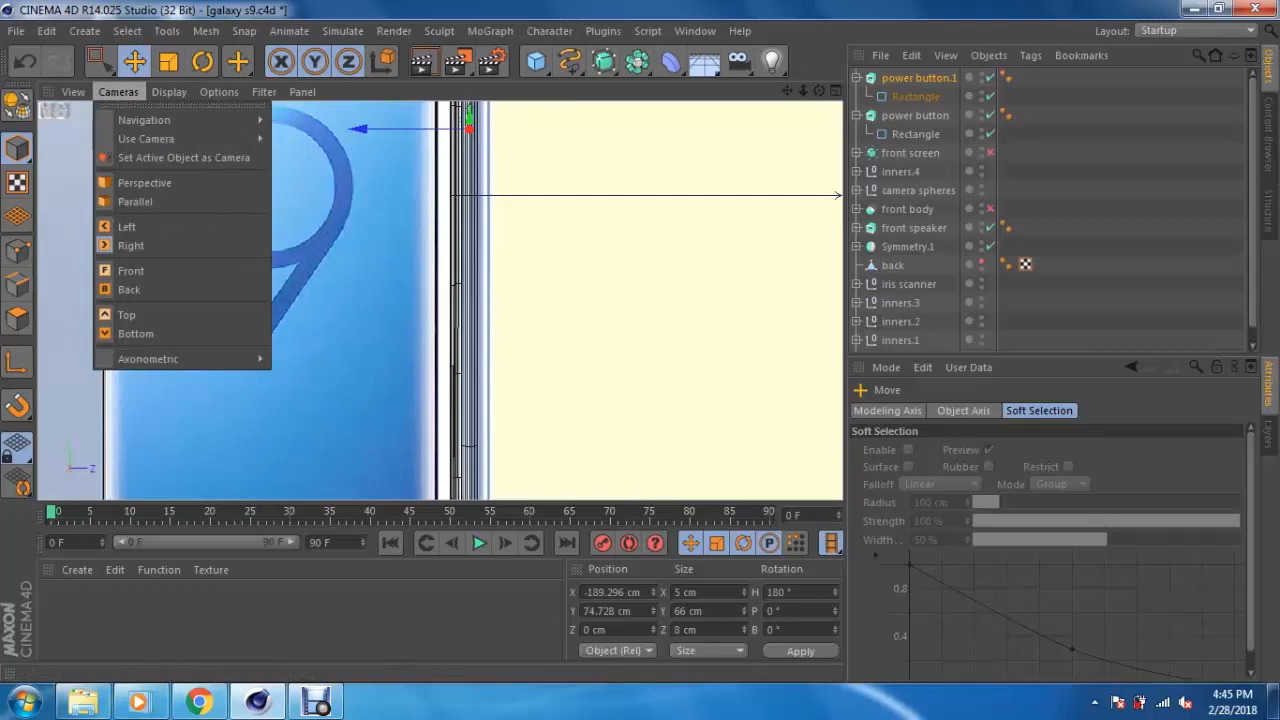 CINEMA 4D R14.025 Studio (32 Bit) - [galaxy s9.c4d *]
File Edit Create Select Tools Mesh Snap Animate Simulate Render Sculpt MoGraph Character Plugins Script Window Help Layout: Startup
View Cameras Display Options Filter Panel
Navigation
Use Camera
Set Active Object as Camera
Perspective
Parallel
Left
Right
Front
Back
Top
Bottom
Axonometric
Z
0 5 10 15 20 25 30 35 40 45 50 55 60 65 70 75 80 85 90 0 F
0 F 0 F 90 F 90 F
Create Edit Function Texture
Position Size Rotation
X -189.296 cm X 5 cm H 180 °
Y 74.728 cm Y 66 cm P 0 °
Z 0 cm Z 8 cm B 0 °
Object (Rel) Size Apply
MAXON CINEMA 4D
File Edit View Objects Tags Bookmarks
power button.1
Rectangle
power button
Rectangle
front screen
inners.4
camera spheres
front body
front speaker
Symmetry.1
back
iris scanner
inners.3
inners.2
inners.1
Objects
Content Browser
Structure
Mode Edit User Data
Move
Modeling Axis Object Axis Soft Selection
Soft Selection
Enable Preview
Surface Rubber Restrict
Falloff Linear Mode Group
Radius 100 cm
Strength 100 %
Width. . 50 %
0.8
0.4
Attributes
Layers
4:45 PM
2/28/2018